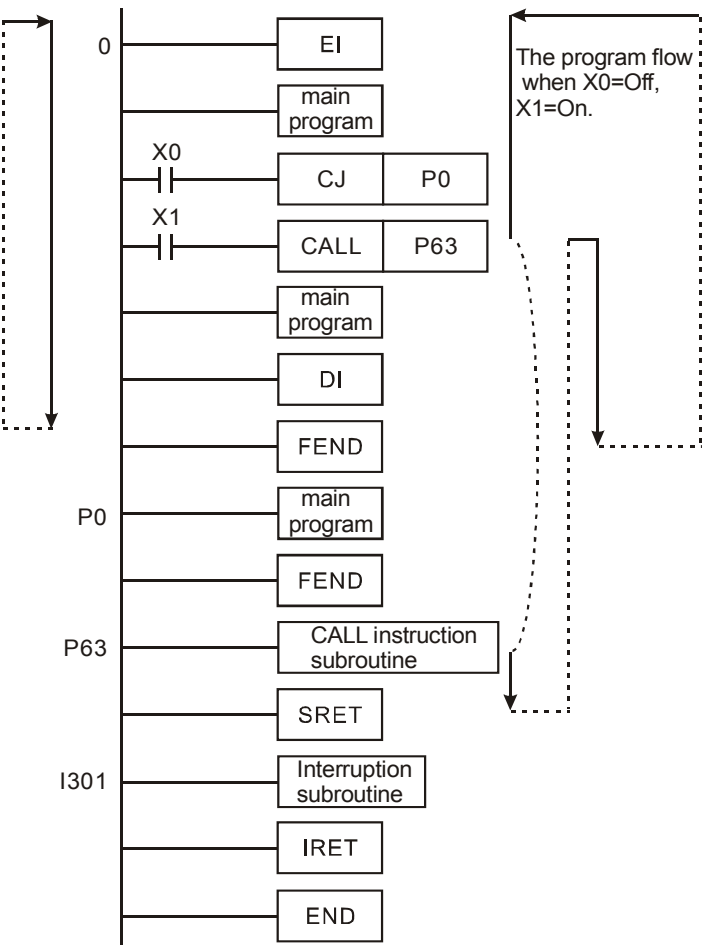 0
EI
The program flow
when X0=Off,
X1=On.
main
program
X0
CJ P0
X1
CALL P63
main
program
DI
FEND
P0
main
program
FEND
P63
CALL instruction
subroutine
SRET
I301
Interruption
subroutine
IRET
END